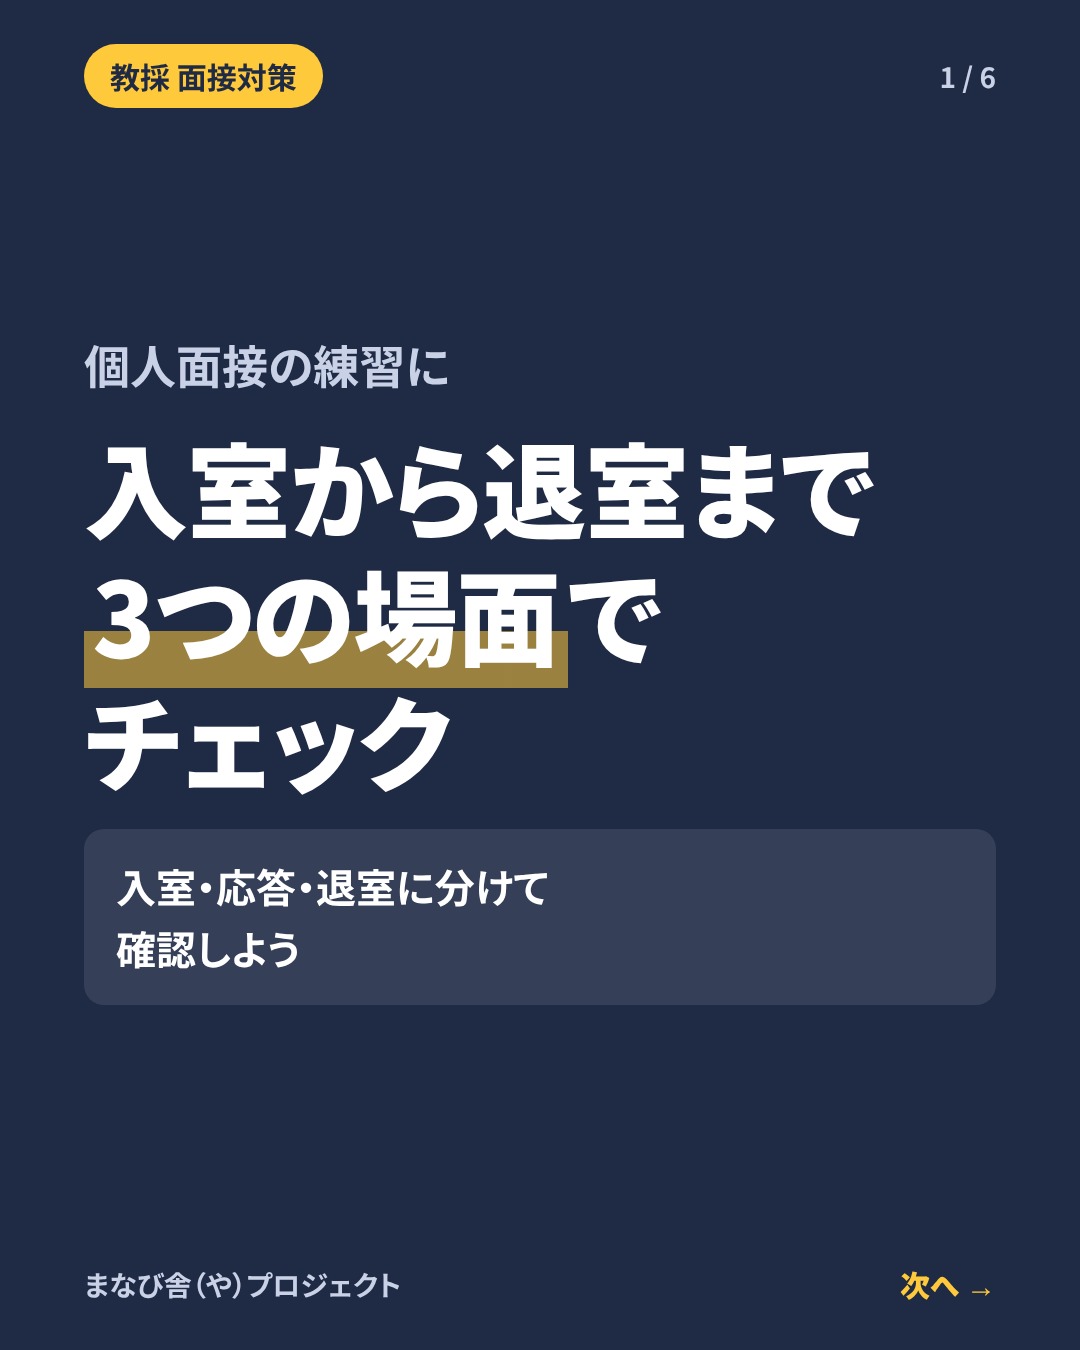 教採 面接対策
1 / 6
個人面接の練習に
入室から退室まで
3つの場面で
チェック
入室・応答・退室に分けて
確認しよう
まなび舎（や）プロジェクト
次へ →